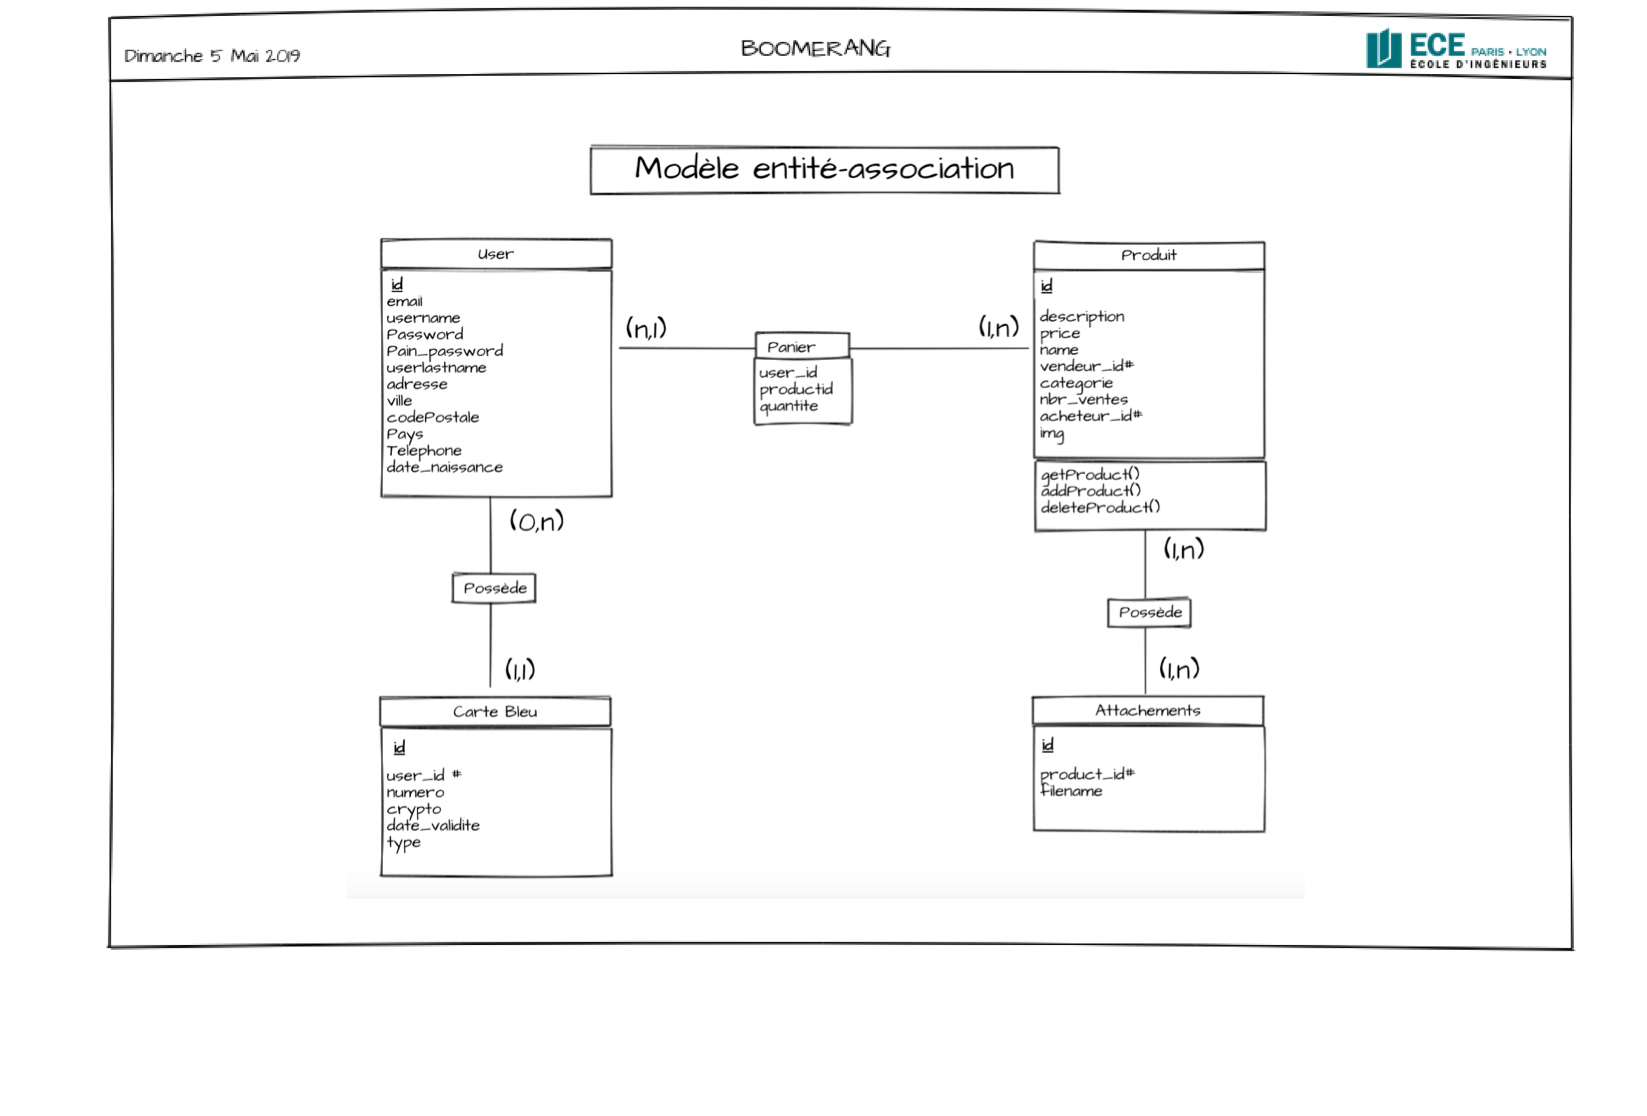 Dimanche 5 Mai 2019
BOOMERANG
ECE PARIS • LYON
ÉCOLE D'INGÉNIEURS
Modèle entité-association
User
id
email
username
Password
Pain_password
userlastname
adresse
ville
codePostale
Pays
Telephone
date_naissance
(n,1)
Panier
user_id
productid
quantite
(1,n)
Produit
id
description
price
name
vendeur_id#
categorie
nbr_ventes
acheteur_id#
img
getProduct()
addProduct()
deleteProduct()
(0,n)
Possède
(1,1)
Carte Bleu
id
user_id #
numero
crypto
date_validite
type
(1,n)
Possède
(1,n)
Attachements
id
product_id#
filename